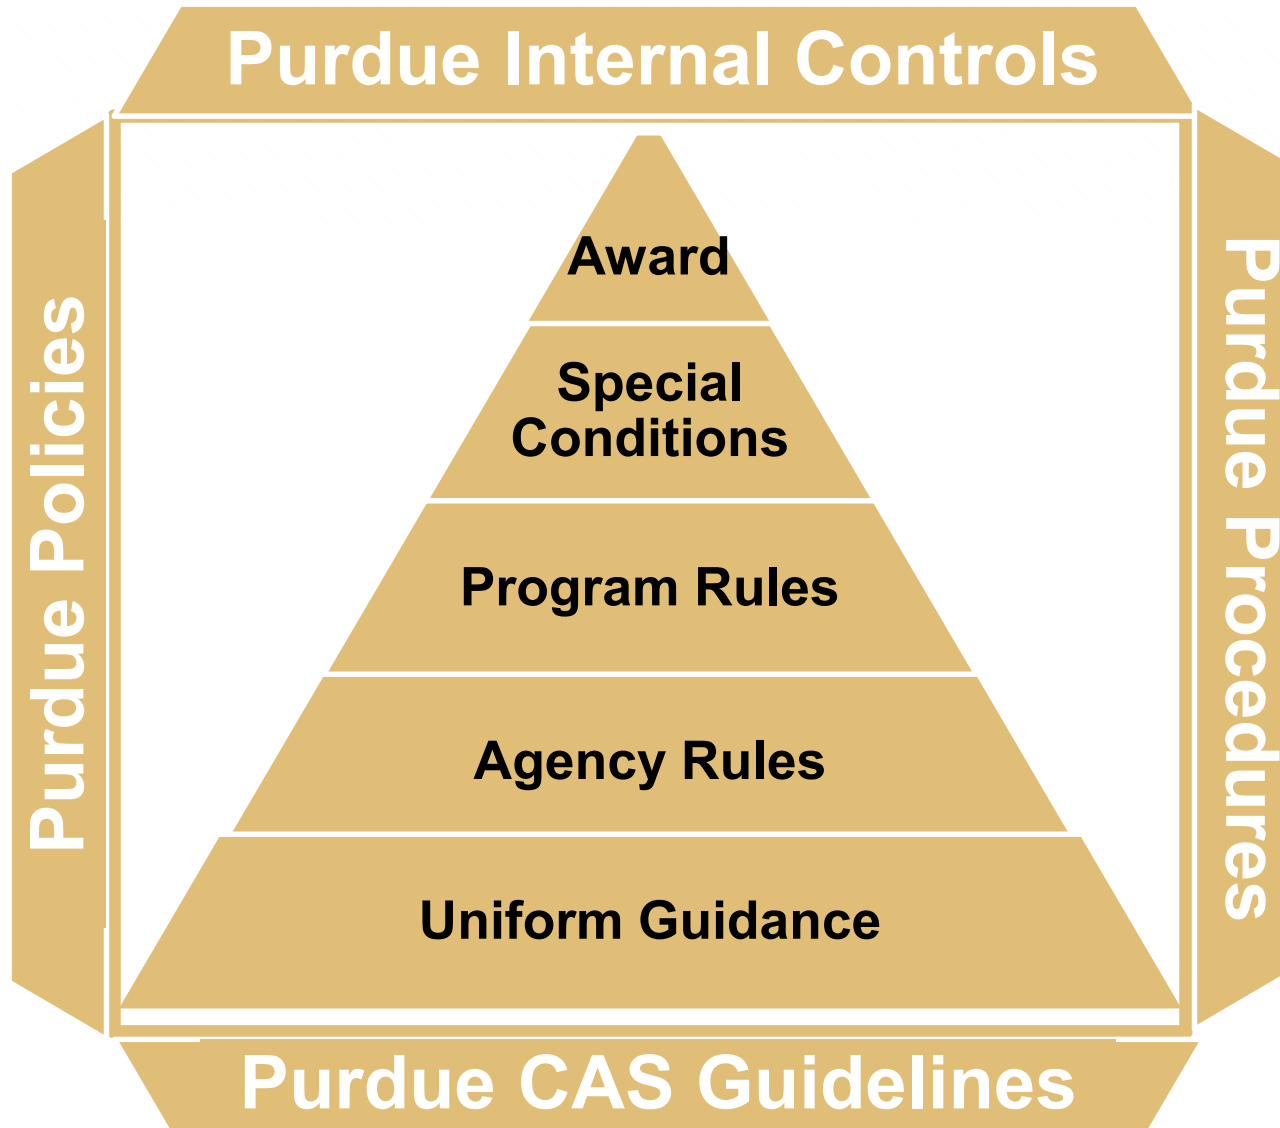 Purdue Internal Controls
Purdue Policies
Award
Special
Conditions
Program Rules
Agency Rules
Uniform Guidance
Purdue Procedures
Purdue CAS Guidelines